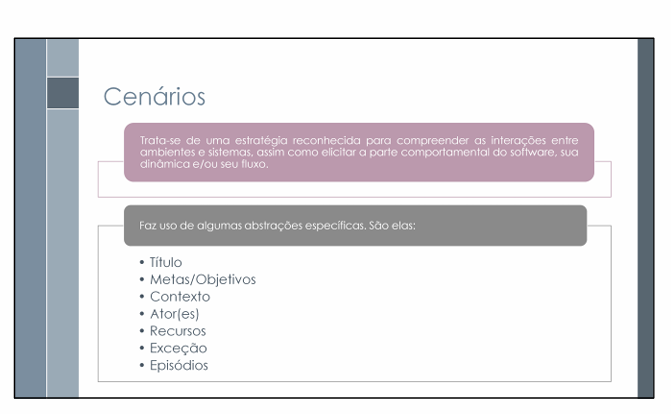 Cenários
Trata-se de uma estratégia reconhecida para compreender as interações entre
ambientes e sistemas, assim como elicitar a parte comportamental do software, sua
dinâmica e/ou seu fluxo.
Faz uso de algumas abstrações específicas. São elas:
• Título
• Metas/Objetivos
• Contexto
• Ator(es)
• Recursos
• Exceção
• Episódios